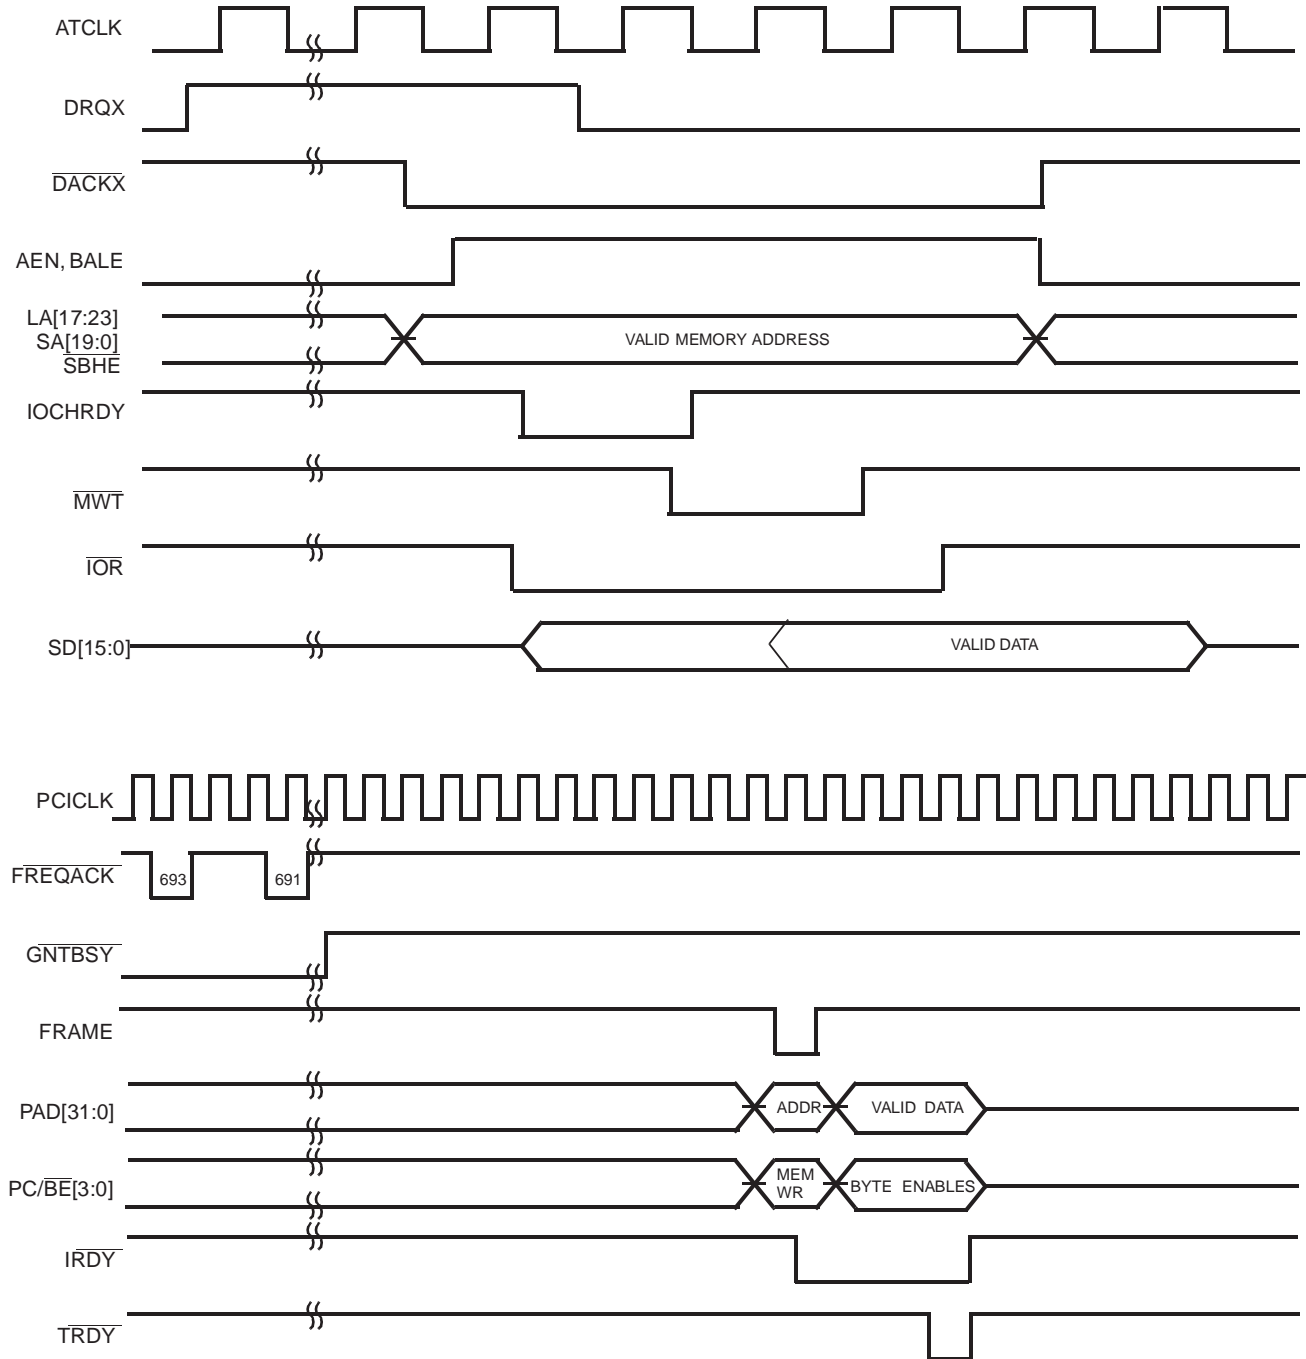 ATCLK
DRQX
DACKX
AEN, BALE
LA[17:23]
SA[19:0]
SBHE
VALID MEMORY ADDRESS
IOCHRDY
MWT
IOR
SD[15:0]
VALID DATA
PCICLK
FREQACK
693
691
GNTBSY
FRAME
PAD[31:0]
ADDR
VALID DATA
PC/BE[3:0]
MEM
WR
BYTE ENABLES
IRDY
TRDY